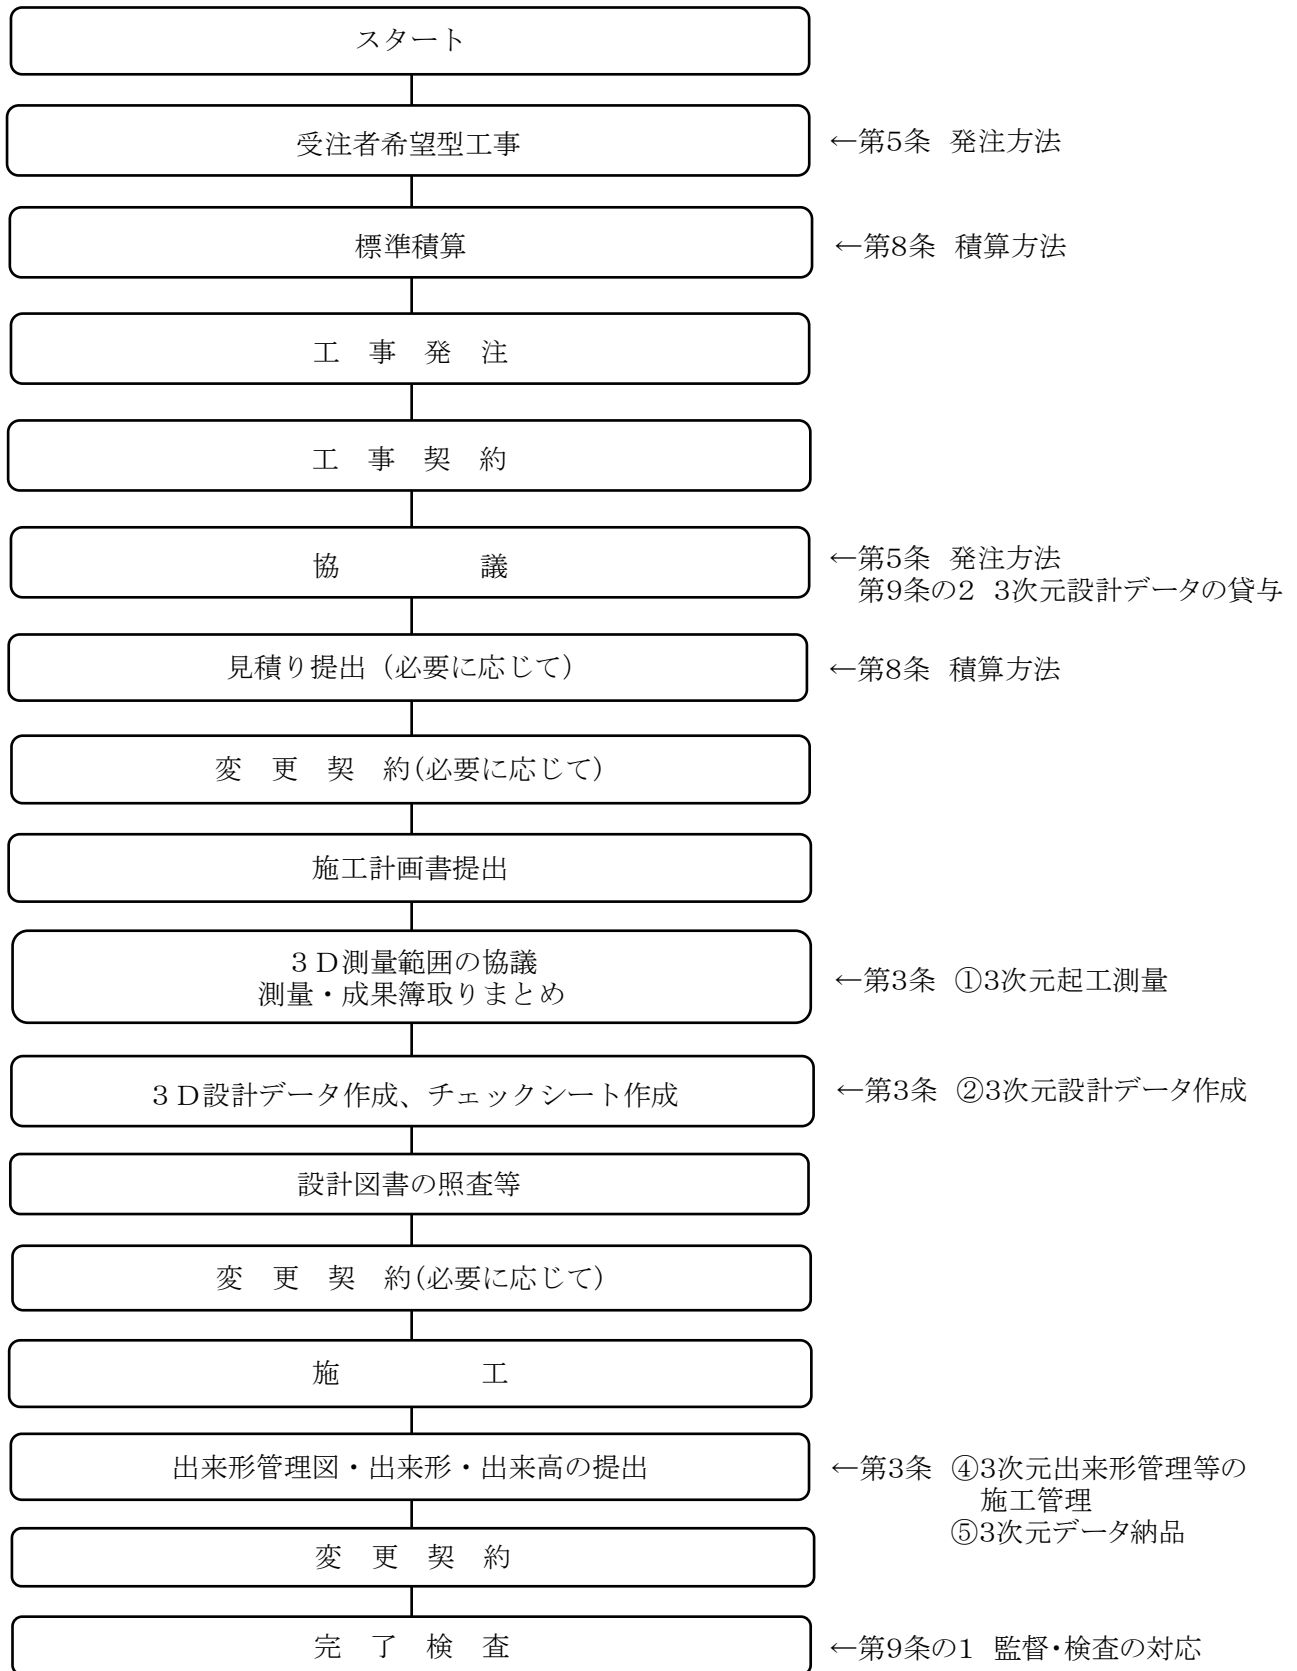 スタート
受注者希望型工事
←第5条 発注方法
標準積算
←第8条 積算方法
工 事 発 注
工 事 契 約
協 議
←第5条 発注方法
第9条の2 3次元設計データの貸与
見積り提出（必要に応じて）
←第8条 積算方法
変 更 契 約(必要に応じて)
施工計画書提出
３Ｄ測量範囲の協議
測量・成果簿取りまとめ
←第3条 ①3次元起工測量
３Ｄ設計データ作成、チェックシート作成
←第3条 ②3次元設計データ作成
設計図書の照査等
変 更 契 約(必要に応じて)
施 工
出来形管理図・出来形・出来高の提出
←第3条 ④3次元出来形管理等の
施工管理
⑤3次元データ納品
変 更 契 約
完 了 検 査
←第9条の1 監督・検査の対応